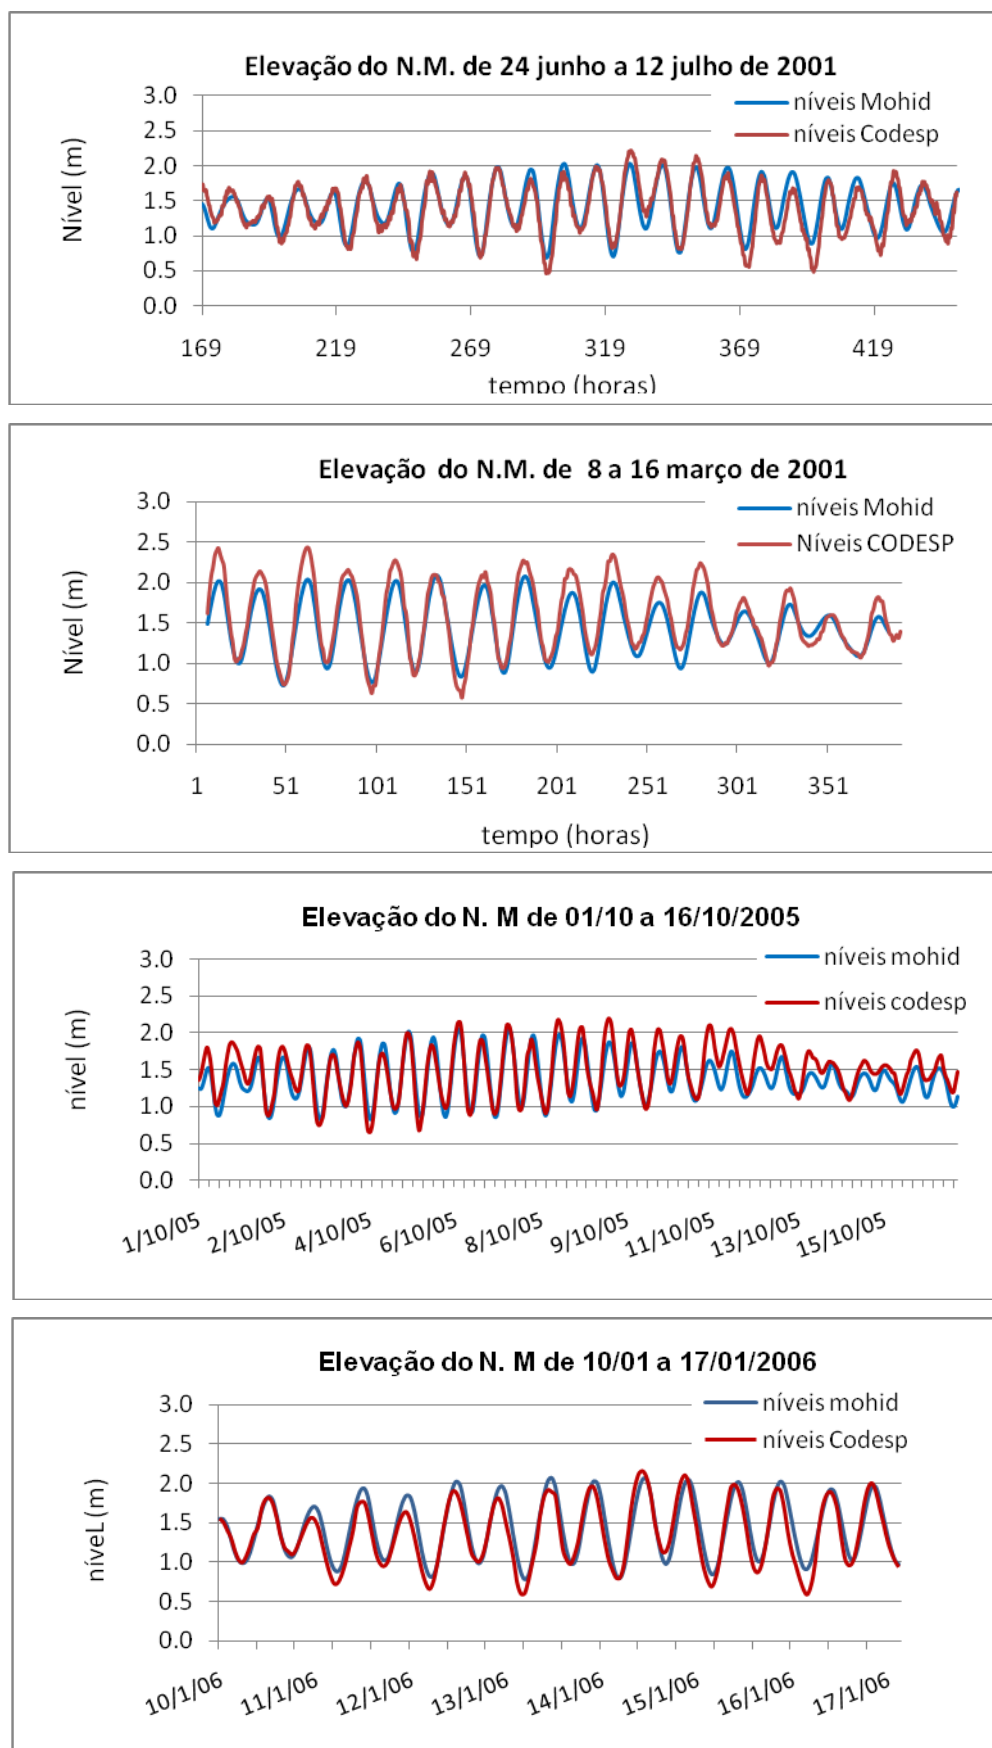 Elevação do N.M. de 24 junho a 12 julho de 2001
níveis Mohid
níveis Codesp
Nível (m)
3.0
2.5
2.0
1.5
1.0
0.5
0.0
169 219 269 319 369 419
tempo (horas)
Elevação do N.M. de 8 a 16 março de 2001
níveis Mohid
Níveis CODESP
Nível (m)
3.0
2.5
2.0
1.5
1.0
0.5
0.0
1 51 101 151 201 251 301 351
tempo (horas)
Elevação do N. M de 01/10 a 16/10/2005
níveis mohid
níveis codesp
nível (m)
3.0
2.5
2.0
1.5
1.0
0.5
0.0
1/10/05 2/10/05 4/10/05 6/10/05 8/10/05 9/10/05 11/10/05 13/10/05 15/10/05
Elevação do N. M de 10/01 a 17/01/2006
níveis mohid
níveis Codesp
níveL (m)
3.0
2.5
2.0
1.5
1.0
0.5
0.0
10/1/06 11/1/06 12/1/06 13/1/06 14/1/06 15/1/06 16/1/06 17/1/06